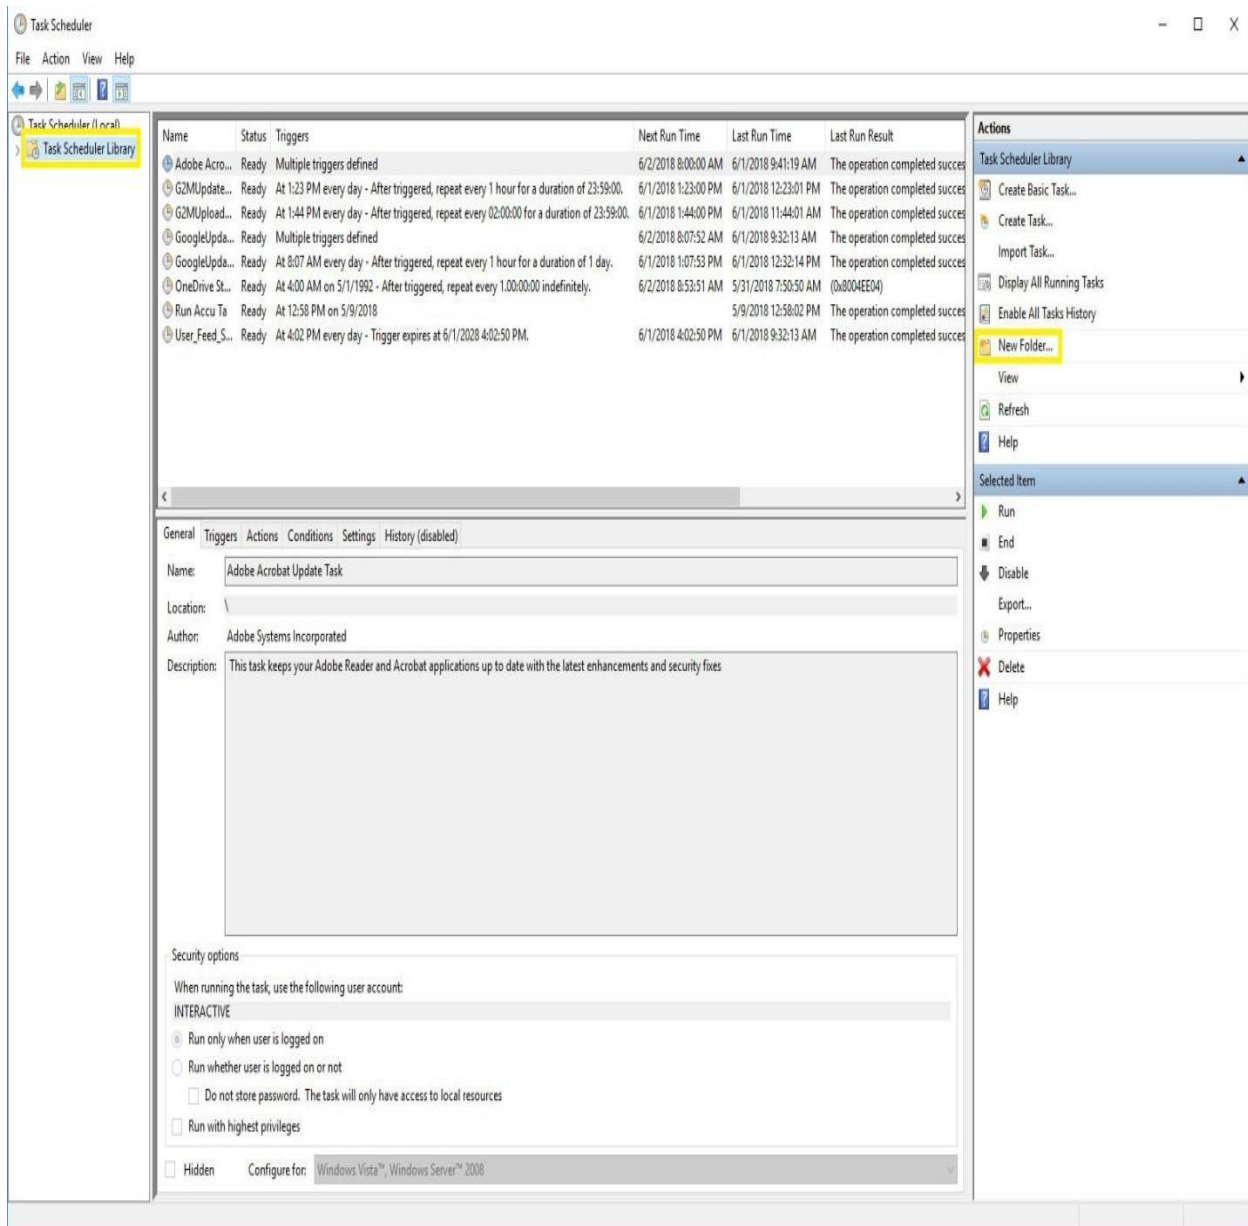 Task Scheduler
File Action View Help
Task Scheduler (Local)
Task Scheduler Library
Name Status Triggers Next Run Time Last Run Time Last Run Result
Adobe Acro... Ready Multiple triggers defined 6/2/2018 8:00:00 AM 6/1/2018 9:41:19 AM The operation completed succes
G2MUpdate... Ready At 1:23 PM every day - After triggered, repeat every 1 hour for a duration of 23:59:00. 6/1/2018 1:23:00 PM 6/1/2018 12:23:01 PM The operation completed succes
G2MUpload... Ready At 1:44 PM every day - After triggered, repeat every 02:00:00 for a duration of 23:59:00. 6/1/2018 1:44:00 PM 6/1/2018 11:44:01 AM The operation completed succes
GoogleUpda... Ready Multiple triggers defined 6/2/2018 8:07:52 AM 6/1/2018 9:32:13 AM The operation completed succes
GoogleUpda... Ready At 8:07 AM every day - After triggered, repeat every 1 hour for a duration of 1 day. 6/1/2018 1:07:53 PM 6/1/2018 12:32:14 PM The operation completed succes
OneDrive St... Ready At 4:00 AM on 5/1/1992 - After triggered, repeat every 1.00:00:00 indefinitely. 6/2/2018 8:53:51 AM 5/31/2018 7:50:50 AM (0x8004EE04)
Run Accu Ta Ready At 12:58 PM on 5/9/2018 5/9/2018 12:58:02 PM The operation completed succes
User_Feed_S... Ready At 4:02 PM every day - Trigger expires at 6/1/2028 4:02:50 PM. 6/1/2018 4:02:50 PM 6/1/2018 9:32:13 AM The operation completed succes
General Triggers Actions Conditions Settings History (disabled)
Name: Adobe Acrobat Update Task
Location: \
Author: Adobe Systems Incorporated
Description: This task keeps your Adobe Reader and Acrobat applications up to date with the latest enhancements and security fixes
Security options
When running the task, use the following user account:
INTERACTIVE
Run only when user is logged on
Run whether user is logged on or not
Do not store password. The task will only have access to local resources
Run with highest privileges
Hidden Configure for: Windows Vista™, Windows Server™ 2008
Actions
Task Scheduler Library
Create Basic Task...
Create Task...
Import Task...
Display All Running Tasks
Enable All Tasks History
New Folder...
View
Refresh
Help
Selected Item
Run
End
Disable
Export...
Properties
Delete
Help